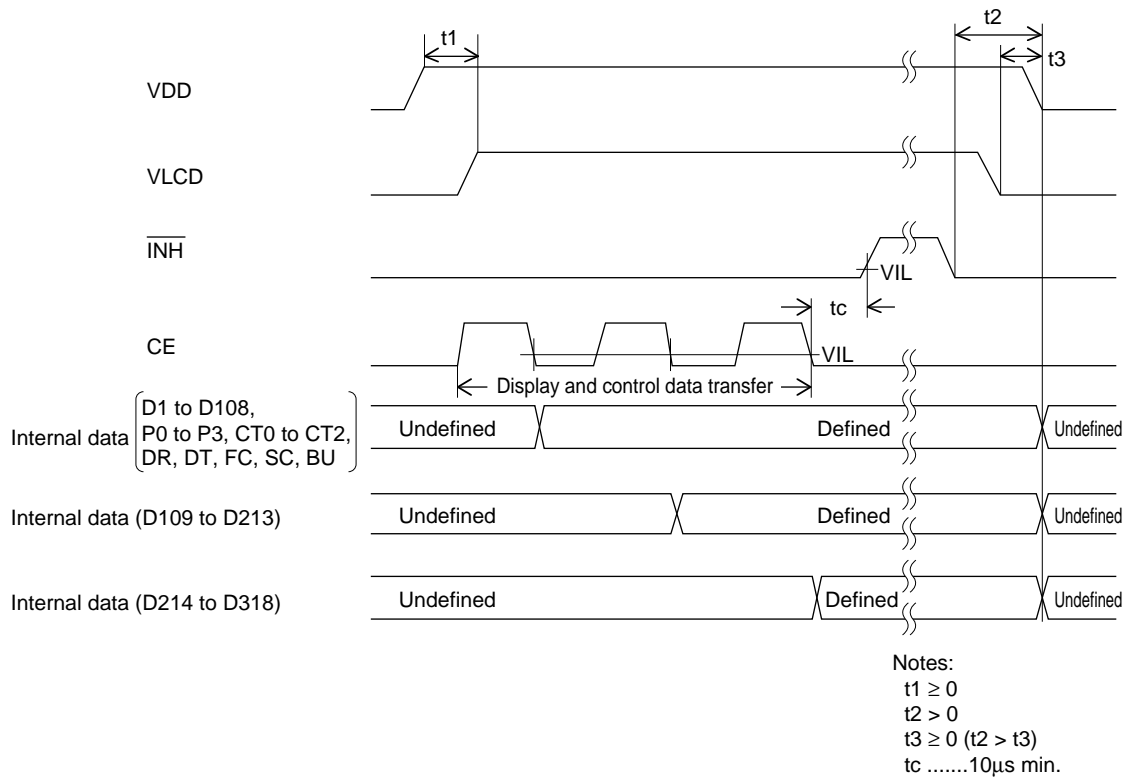 t1
t2
t3
VDD
VLCD
INH
VIL
tc
CE
VIL
Display and control data transfer
Internal data
D1 to D108,
P0 to P3, CT0 to CT2,
DR, DT, FC, SC, BU
Undefined
Defined
Undefined
Internal data (D109 to D213)
Undefined
Defined
Undefined
Internal data (D214 to D318)
Undefined
Defined
Undefined
Notes:
t1 ≥ 0
t2 > 0
t3 ≥ 0 (t2 > t3)
tc .......10μs min.